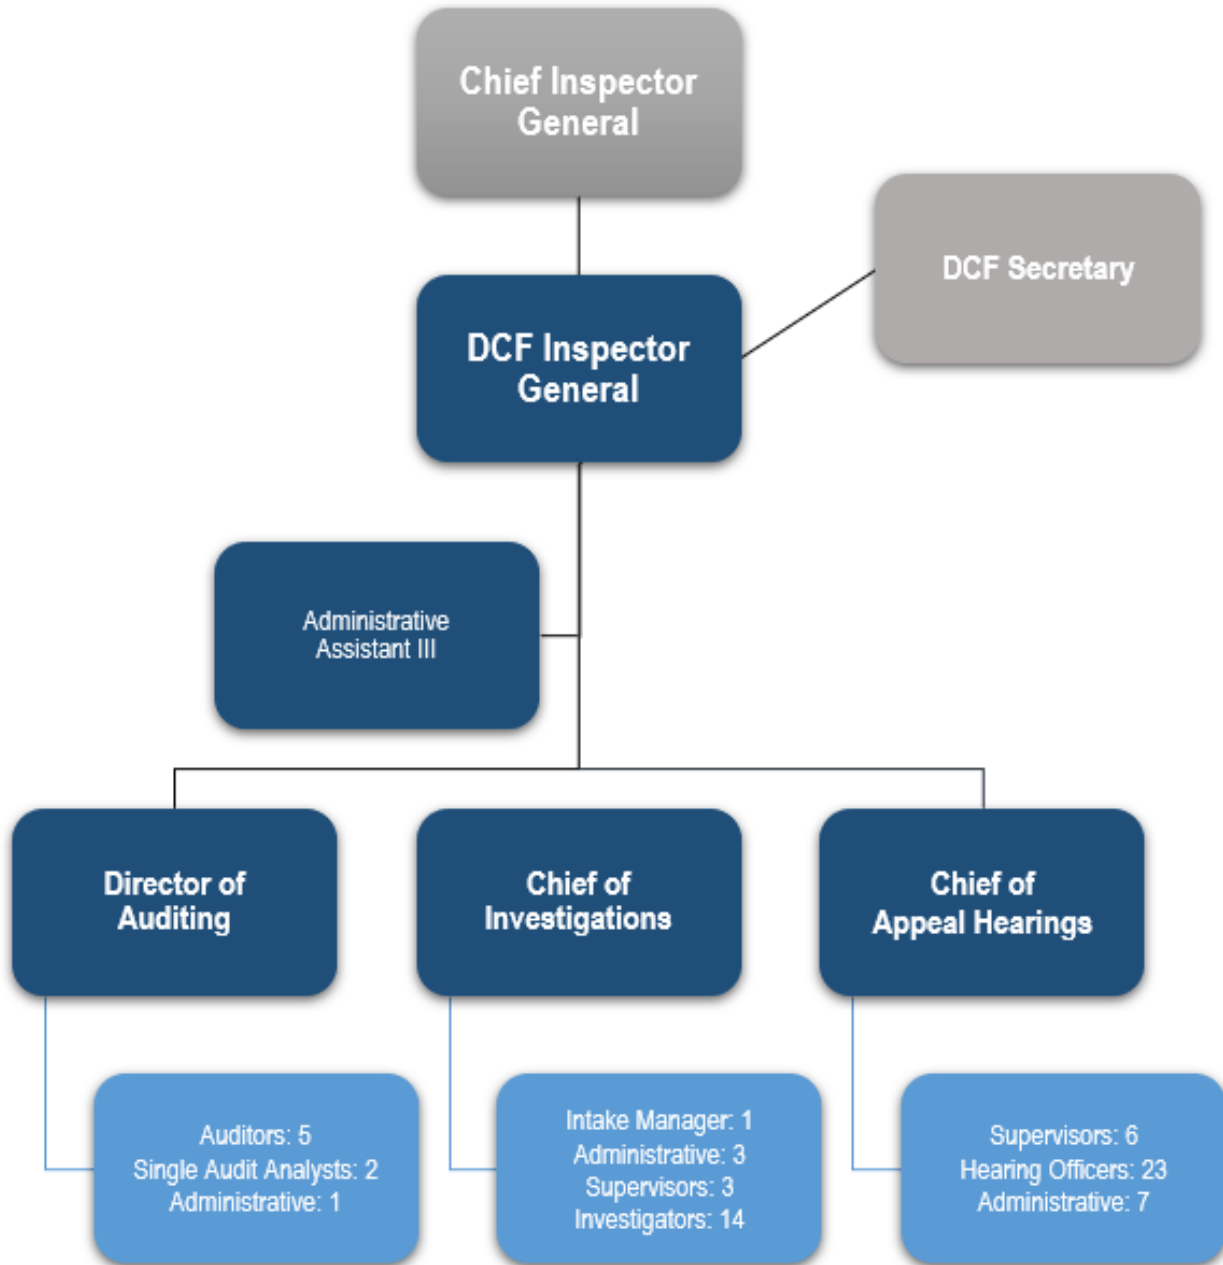 Chief Inspector
General
DCF Secretary
DCF Inspector
General
Administrative
Assistant III
Director of
Auditing
Chief of
Investigations
Chief of
Appeal Hearings
Auditors: 5
Single Audit Analysts: 2
Administrative: 1
Intake Manager: 1
Administrative: 3
Supervisors: 3
Investigators: 14
Supervisors: 6
Hearing Officers: 23
Administrative: 7